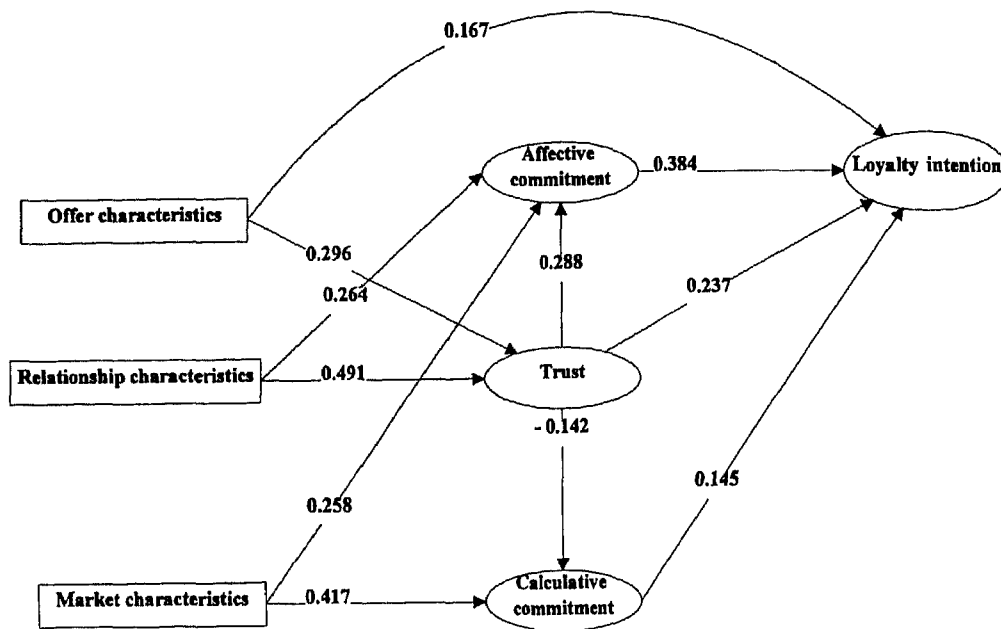 0.167
Affective
commitment
0.384
Loyalty intention
Offer characteristics
0.296
0.288
0.264
0.237
Relationship characteristics
0.491
Trust
- 0.142
0.258
0.145
Market characteristics
0.417
Calculative
commitment